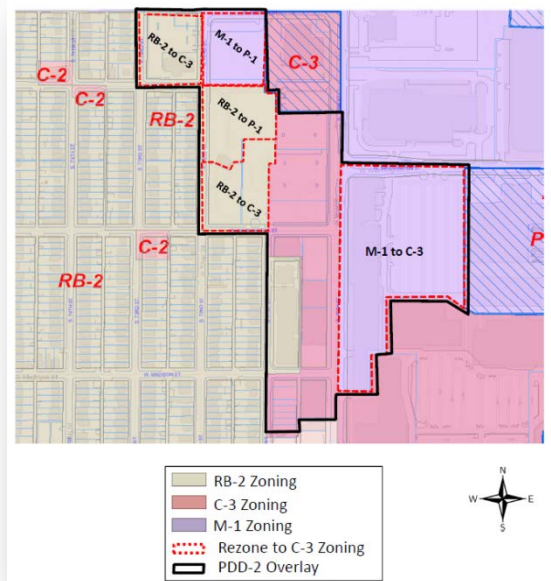 RB-2 to C-3
M-1 to P-1
C-3
C-2
C-2
RB-2
RB-2 to P-1
RB-2 to C-3
C-2
M-1 to C-3
P
RB-2
RB-2 Zoning
C-3 Zoning
M-1 Zoning
Rezone to C-3 Zoning
PDD-2 Overlay
N
W
E
S